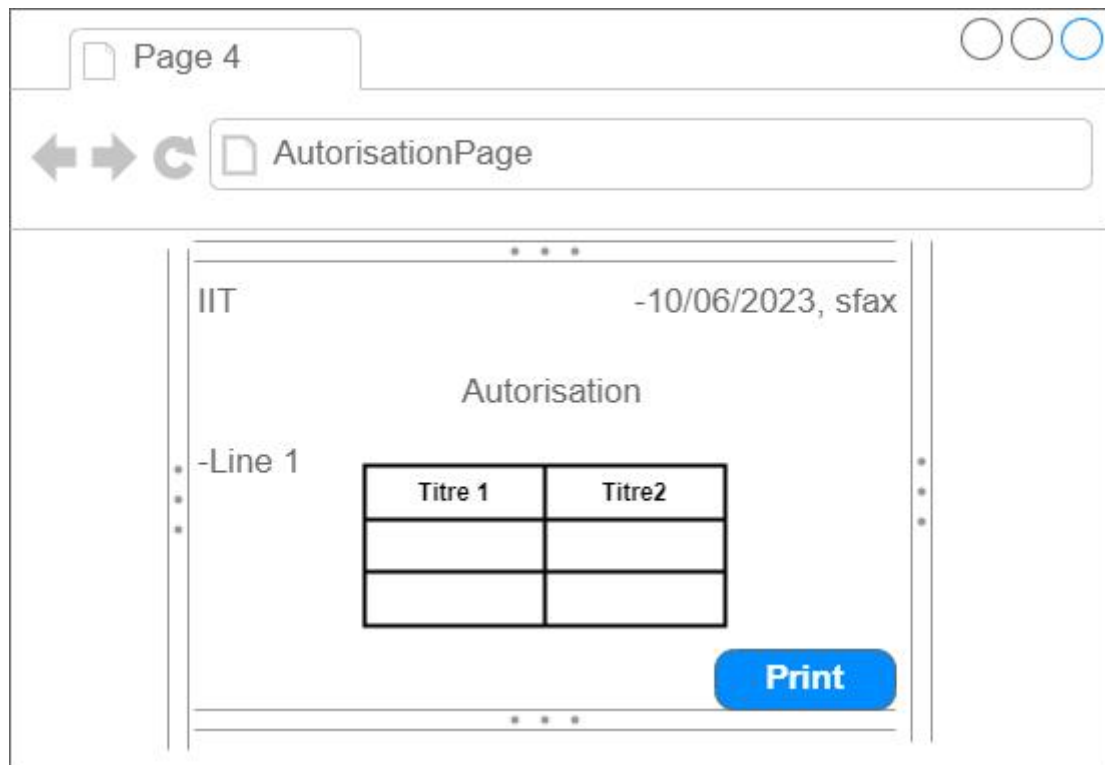 Page 4
AutorisationPage
IIT -10/06/2023, sfax
Autorisation
-Line 1
Titre 1 Titre2
Print